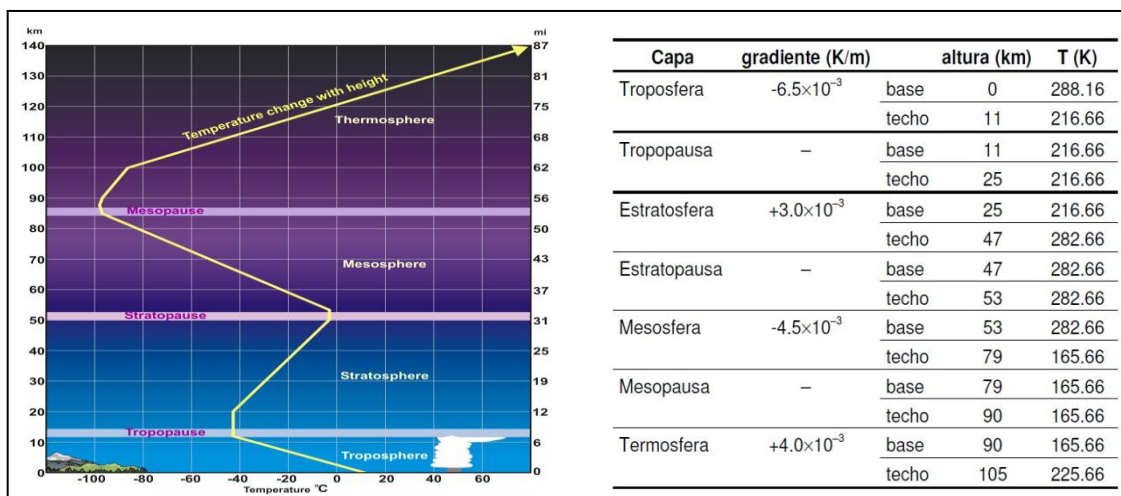 km
mi
140
87
130
81
Temperature change with height
120
75
Thermosphere
110
68
100
62
90
56
Mesopause
80
50
70
43
Mesosphere
60
37
Stratopause
50
31
40
25
Stratosphere
30
19
20
12
Tropopause
10
6
Troposphere
0
0
-100 -80 -60 -40 -20 0 20 40 60
Temperature °C
Capa gradiente (K/m) altura (km) T (K)
Troposfera -6.5×10⁻³ base 0 288.16
techo 11 216.66
Tropopausa – base 11 216.66
techo 25 216.66
Estratosfera +3.0×10⁻³ base 25 216.66
techo 47 282.66
Estratopausa – base 47 282.66
techo 53 282.66
Mesosfera -4.5×10⁻³ base 53 282.66
techo 79 165.66
Mesopausa – base 79 165.66
techo 90 165.66
Termosfera +4.0×10⁻³ base 90 165.66
techo 105 225.66